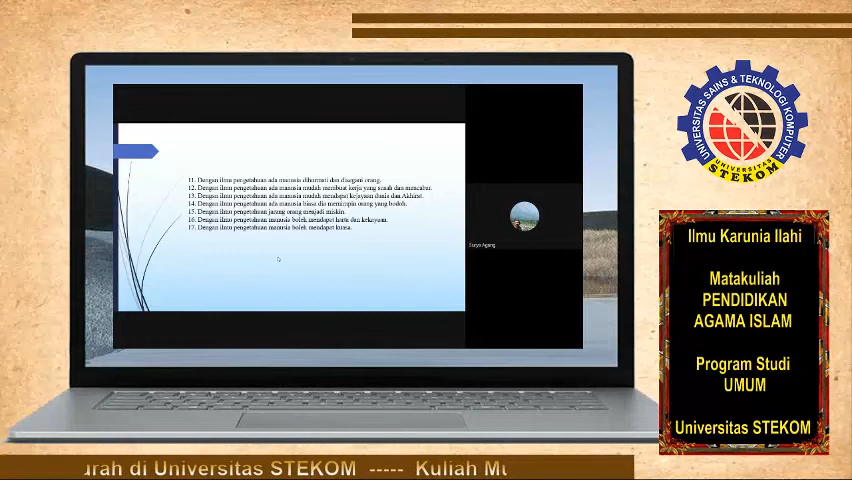 11. Dengan ilmu pengetahuan ada manusia dihormati dan disegani orang.
12. Dengan ilmu pengetahuan ada manusia mudah membuat kerja yang susah dan mencabar.
13. Dengan ilmu pengetahuan ada manusia mudah mendapat kejayaan dunia dan Akhirat.
14. Dengan ilmu pengetahuan ada manusia biasa dia memimpin orang yang bodoh.
15. Dengan ilmu pengetahuan jarang orang menjadi miskin.
16. Dengan ilmu pengetahuan manusia boleh mendapat harta dan kekayaan.
17. Dengan ilmu pengetahuan manusia boleh mendapat kuasa.
Suryo Agung
UNIVERSITAS SAINS & TEKNOLOGI KOMPUTER
UNIVERSITAS
STEKOM
Ilmu Karunia Ilahi
Matakuliah
PENDIDIKAN
AGAMA ISLAM
Program Studi
UMUM
Universitas STEKOM
urah di Universitas STEKOM ----- Kuliah Mu